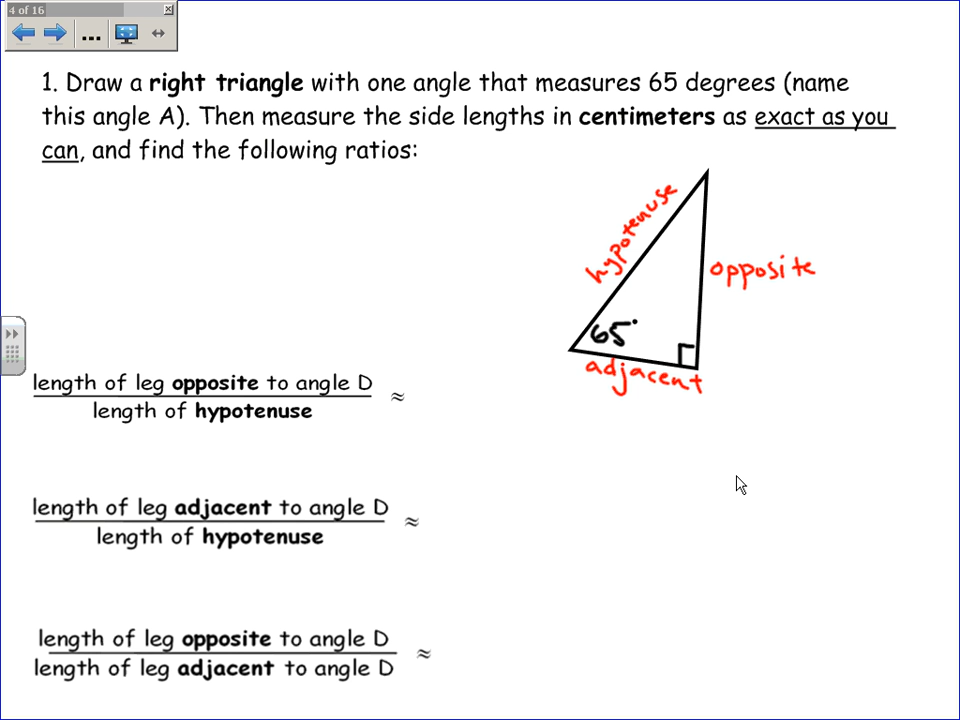 4 of 16
1. Draw a right triangle with one angle that measures 65 degrees (name
this angle A). Then measure the side lengths in centimeters as exact as you
can, and find the following ratios:
hypotenuse
opposite
65°
adjacent
length of leg opposite to angle D
length of hypotenuse
≈
length of leg adjacent to angle D
length of hypotenuse
≈
length of leg opposite to angle D
length of leg adjacent to angle D
≈